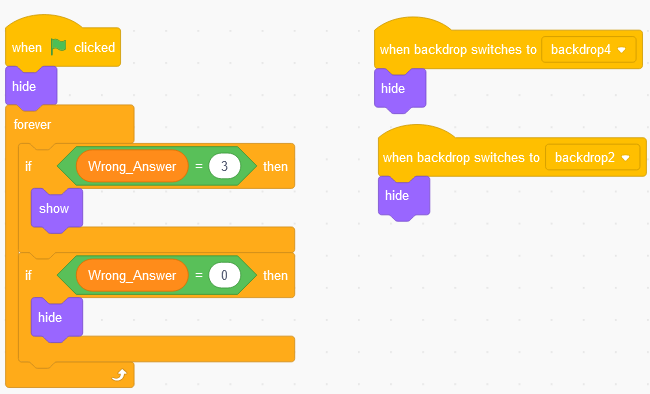 when clicked
hide
forever
if Wrong_Answer = 3 then
show
if Wrong_Answer = 0 then
hide
when backdrop switches to backdrop4
hide
when backdrop switches to backdrop2
hide